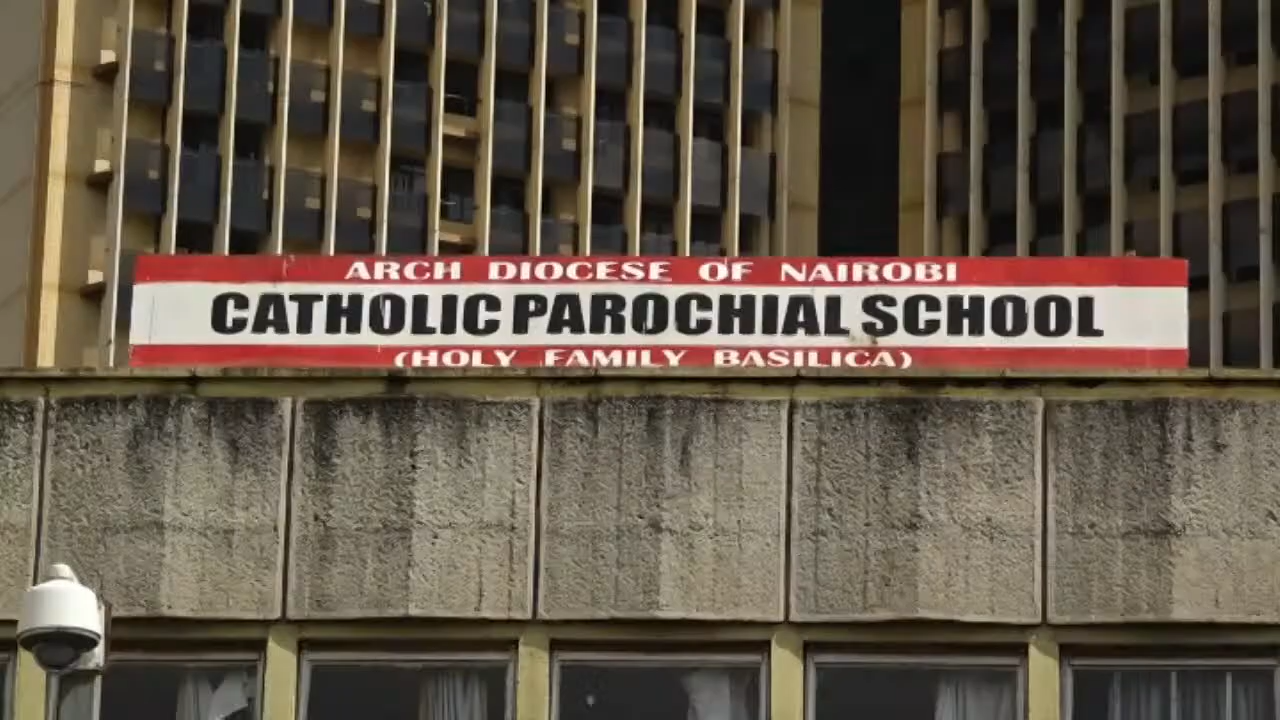 ARCH DIOCESE OF NAIROBI
CATHOLIC PAROCHIAL SCHOOL
(HOLY FAMILY BASILICA)